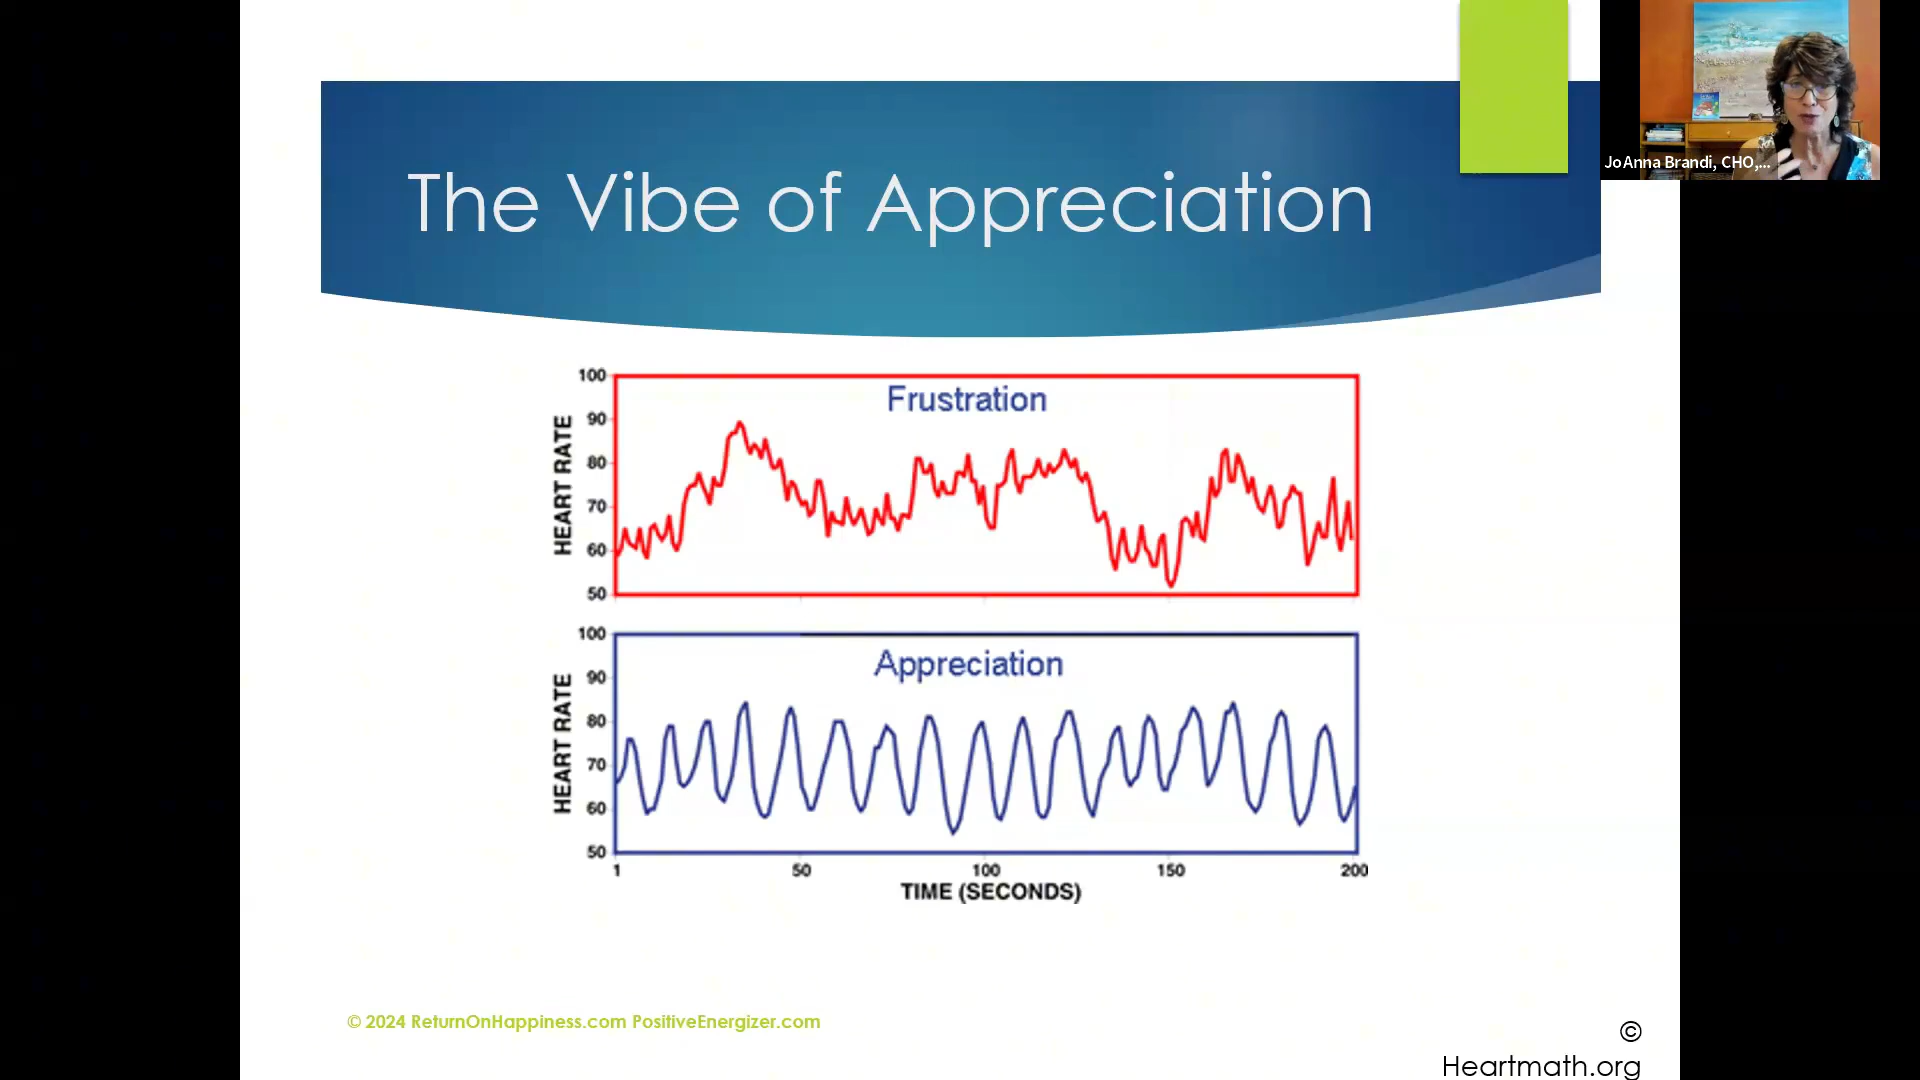 JoAnna Brandi, CHO,...
The Vibe of Appreciation
Frustration
HEART RATE
100
90
80
70
60
50
Appreciation
HEART RATE
100
90
80
70
60
50
1 50 100 150 200
TIME (SECONDS)
© 2024 ReturnOnHappiness.com PositiveEnergizer.com
©
Heartmath.org